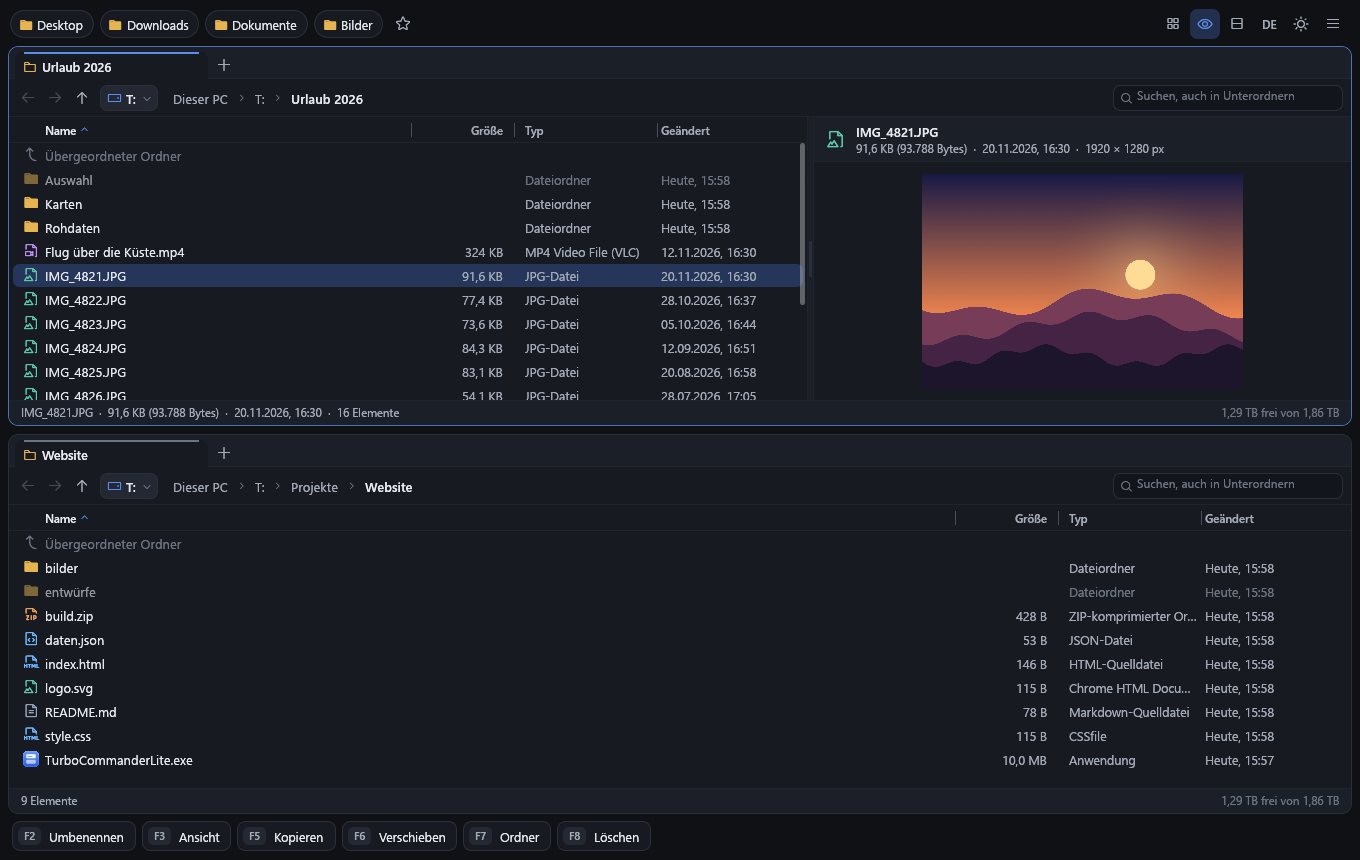 Desktop Downloads Dokumente Bilder DE
Urlaub 2026
T: Dieser PC T: Urlaub 2026 Suchen, auch in Unterordnern
Name Größe Typ Geändert
Übergeordneter Ordner
Auswahl Dateiordner Heute, 15:58
Karten Dateiordner Heute, 15:58
Rohdaten Dateiordner Heute, 15:58
Flug über die Küste.mp4 324 KB MP4 Video File (VLC) 12.11.2026, 16:30
IMG_4821.JPG 91,6 KB JPG-Datei 20.11.2026, 16:30
IMG_4822.JPG 77,4 KB JPG-Datei 28.10.2026, 16:37
IMG_4823.JPG 73,6 KB JPG-Datei 05.10.2026, 16:44
IMG_4824.JPG 84,3 KB JPG-Datei 12.09.2026, 16:51
IMG_4825.JPG 83,1 KB JPG-Datei 20.08.2026, 16:58
IMG_4826.JPG 54,1 KB JPG-Datei 28.07.2026, 17:05
IMG_4821.JPG
91,6 KB (93.788 Bytes) · 20.11.2026, 16:30 · 1920 × 1280 px
IMG_4821.JPG · 91,6 KB (93.788 Bytes) · 20.11.2026, 16:30 · 16 Elemente 1,29 TB frei von 1,86 TB
Website
T: Dieser PC T: Projekte Website Suchen, auch in Unterordnern
Name Größe Typ Geändert
Übergeordneter Ordner
bilder Dateiordner Heute, 15:58
entwürfe Dateiordner Heute, 15:58
build.zip 428 B ZIP-komprimierter Or... Heute, 15:58
daten.json 53 B JSON-Datei Heute, 15:58
index.html 146 B HTML-Quelldatei Heute, 15:58
logo.svg 115 B Chrome HTML Docu... Heute, 15:58
README.md 78 B Markdown-Quelldatei Heute, 15:58
style.css 115 B CSSfile Heute, 15:58
TurboCommanderLite.exe 10,0 MB Anwendung Heute, 15:57
9 Elemente 1,29 TB frei von 1,86 TB
F2 Umbenennen F3 Ansicht F5 Kopieren F6 Verschieben F7 Ordner F8 Löschen